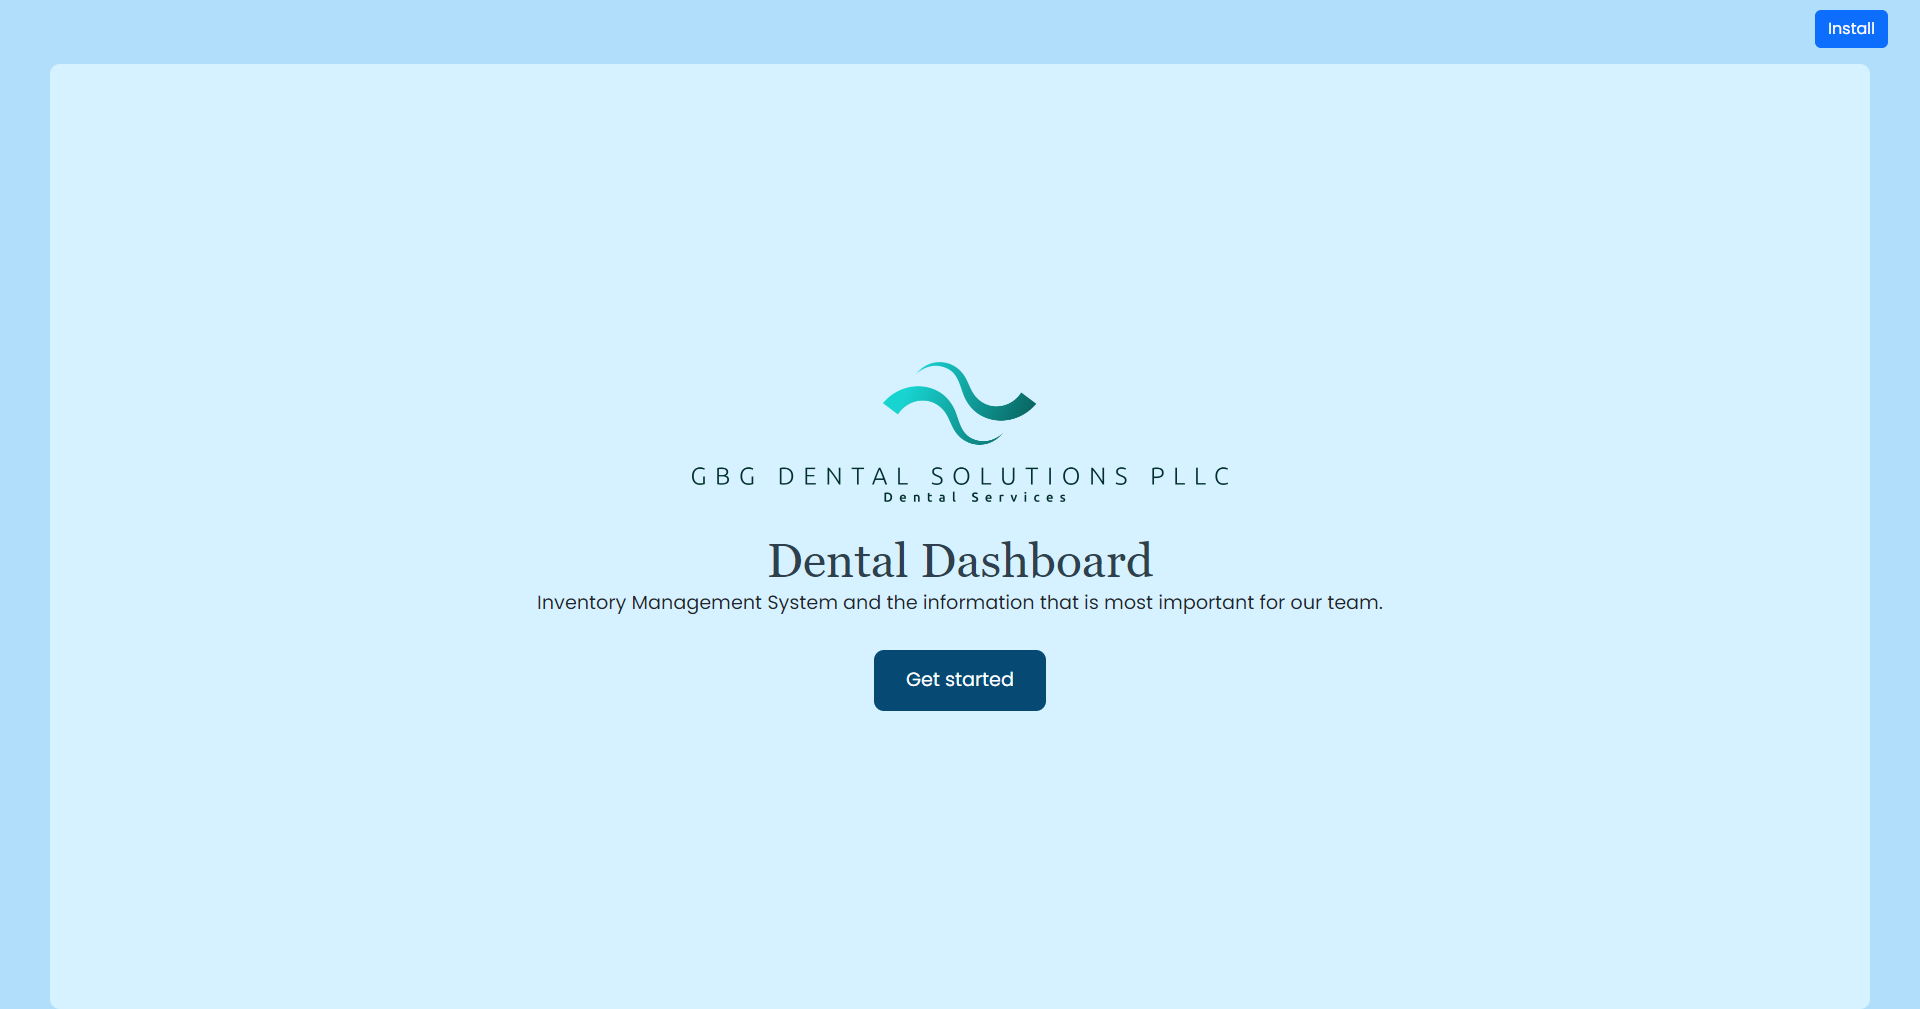 Install
GBG DENTAL SOLUTIONS PLLC
Dental Services
Dental Dashboard
Inventory Management System and the information that is most important for our team.
Get started